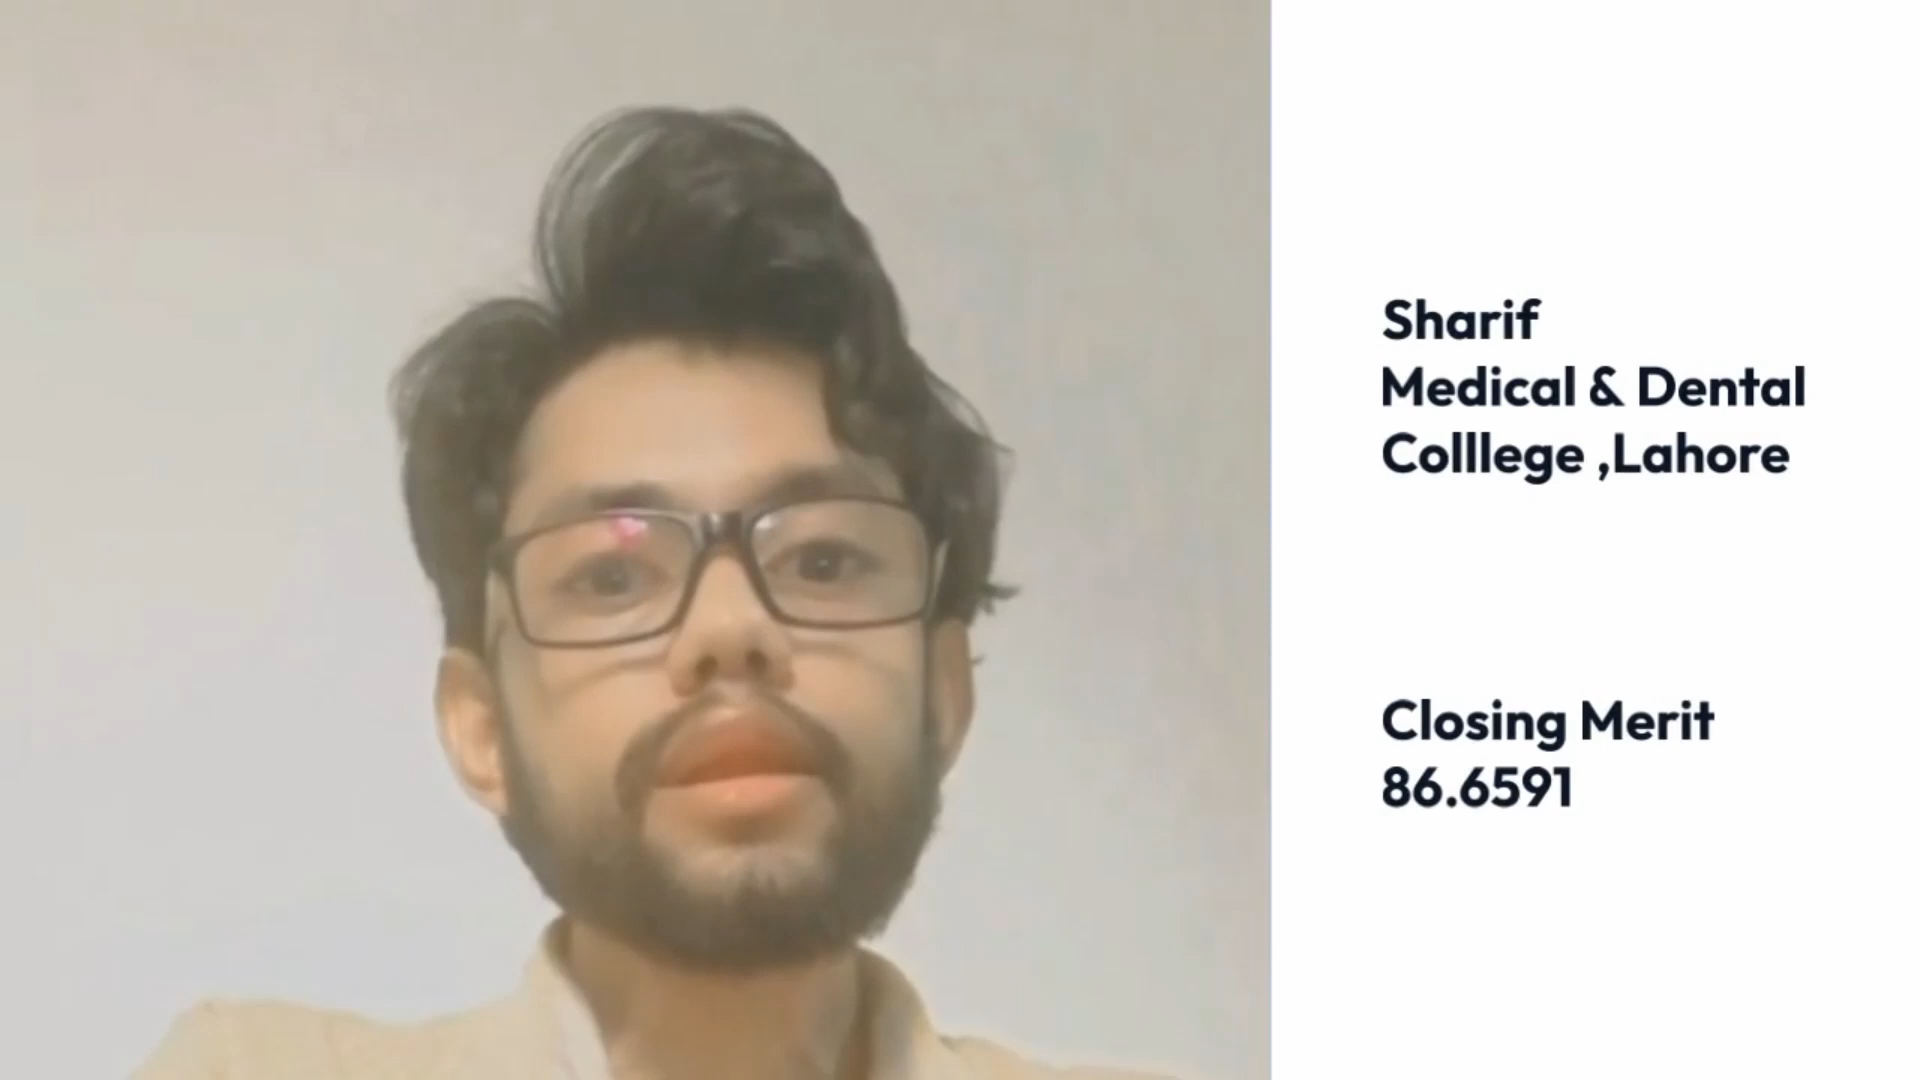 Sharif
Medical & Dental
Colllege ,Lahore
Closing Merit
86.6591